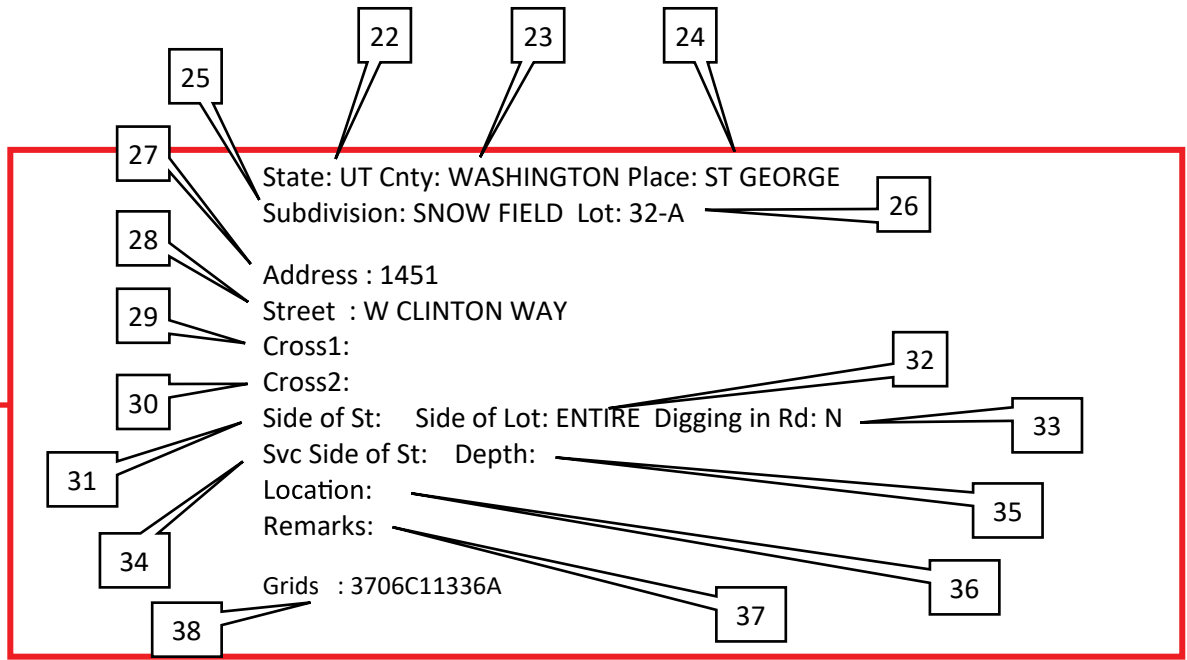 22
23
24
25
27
State: UT Cnty: WASHINGTON Place: ST GEORGE
Subdivision: SNOW FIELD  Lot: 32-A
26
28
Address : 1451
Street  : W CLINTON WAY
29
Cross1:
32
30
Cross2:
Side of St:    Side of Lot: ENTIRE  Digging in Rd: N
33
31
Svc Side of St:    Depth:
Location:
35
Remarks:
34
36
Grids   : 3706C11336A
37
38